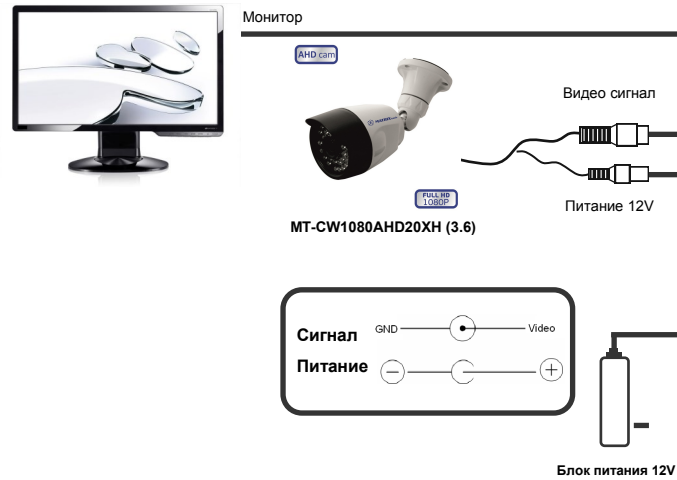 Монитор
AHD cam
Видео сигнал
FULL HD
1080P
Питание 12V
MT-CW1080AHD20XH (3.6)
Сигнал GND Video
Питание − +
Блок питания 12V